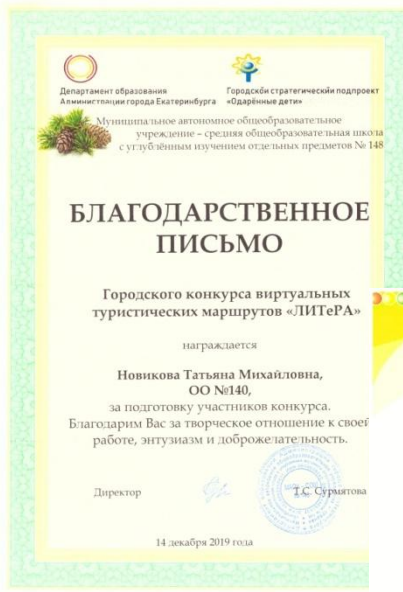 Департамент образования
Администрации города Екатеринбурга
Городской стратегический подпроект
«Одарённые дети»
Муниципальное автономное общеобразовательное
учреждение – средняя общеобразовательная школа
с углублённым изучением отдельных предметов № 148
БЛАГОДАРСТВЕННОЕ
ПИСЬМО
Городского конкурса виртуальных
туристических маршрутов «ЛИТеРА»
награждается
Новикова Татьяна Михайловна,
ОО №140,
за подготовку участников конкурса.
Благодарим Вас за творческое отношение к своей
работе, энтузиазм и доброжелательность.
Директор
Т.С. Сурмятова
14 декабря 2019 года